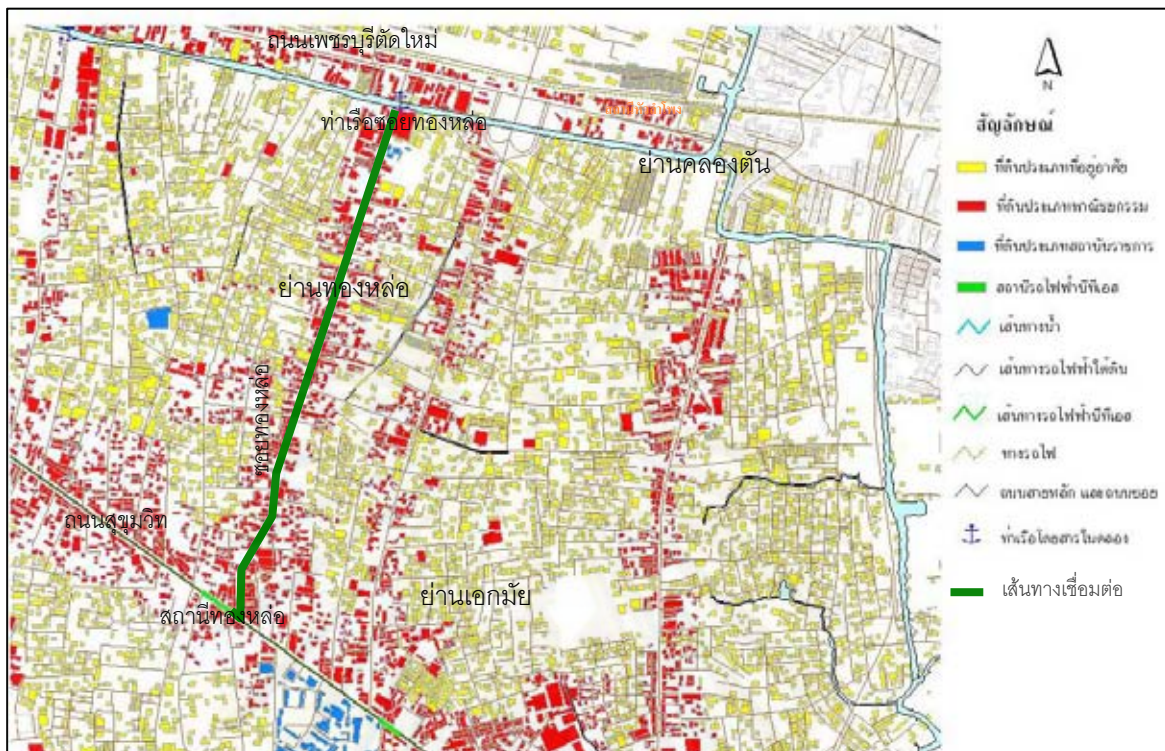 ถนนเพชรบุรีตัดใหม่
ท่าเรือซอยทองหล่อ
ย่านคลองตัน
ย่านทองหล่อ
ซอยทองหล่อ
ถนนสุขุมวิท
ย่านเอกมัย
สถานีทองหล่อ
N
สัญลักษณ์
ที่ดินประเภทที่อยู่อาศัย
ที่ดินประเภทพาณิชยกรรม
ที่ดินประเภทสถาบันราชการ
สถานีรถไฟฟ้าบีทีเอส
เส้นทางน้ำ
เส้นทางรถไฟฟ้าใต้ดิน
เส้นทางรถไฟฟ้าบีทีเอส
ทางรถไฟ
ถนนสายหลัก และถนนซอย
ท่าเรือโดยสารในคลอง
เส้นทางเชื่อมต่อ